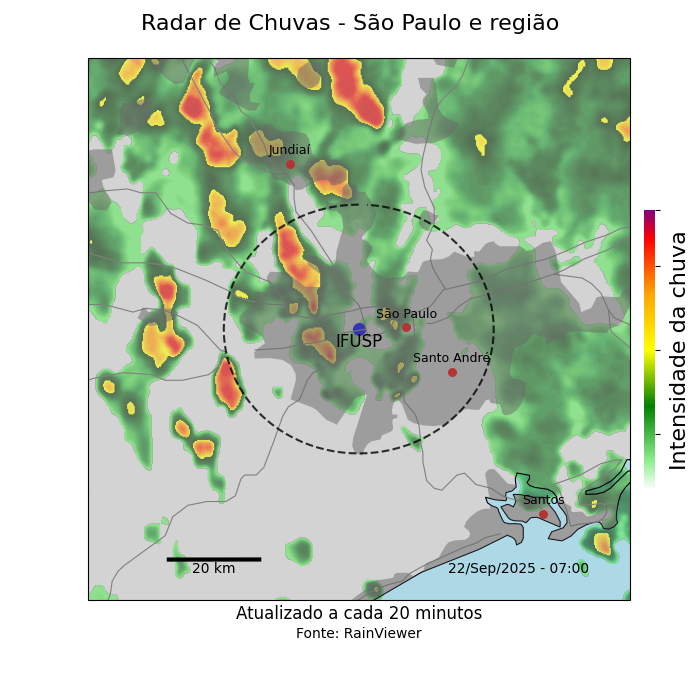 Radar de Chuvas - São Paulo e região
Jundiaí
São Paulo
IFUSP
Santo André
Santos
20 km
22/Sep/2025 - 07:00
Intensidade da chuva
Atualizado a cada 20 minutos
Fonte: RainViewer